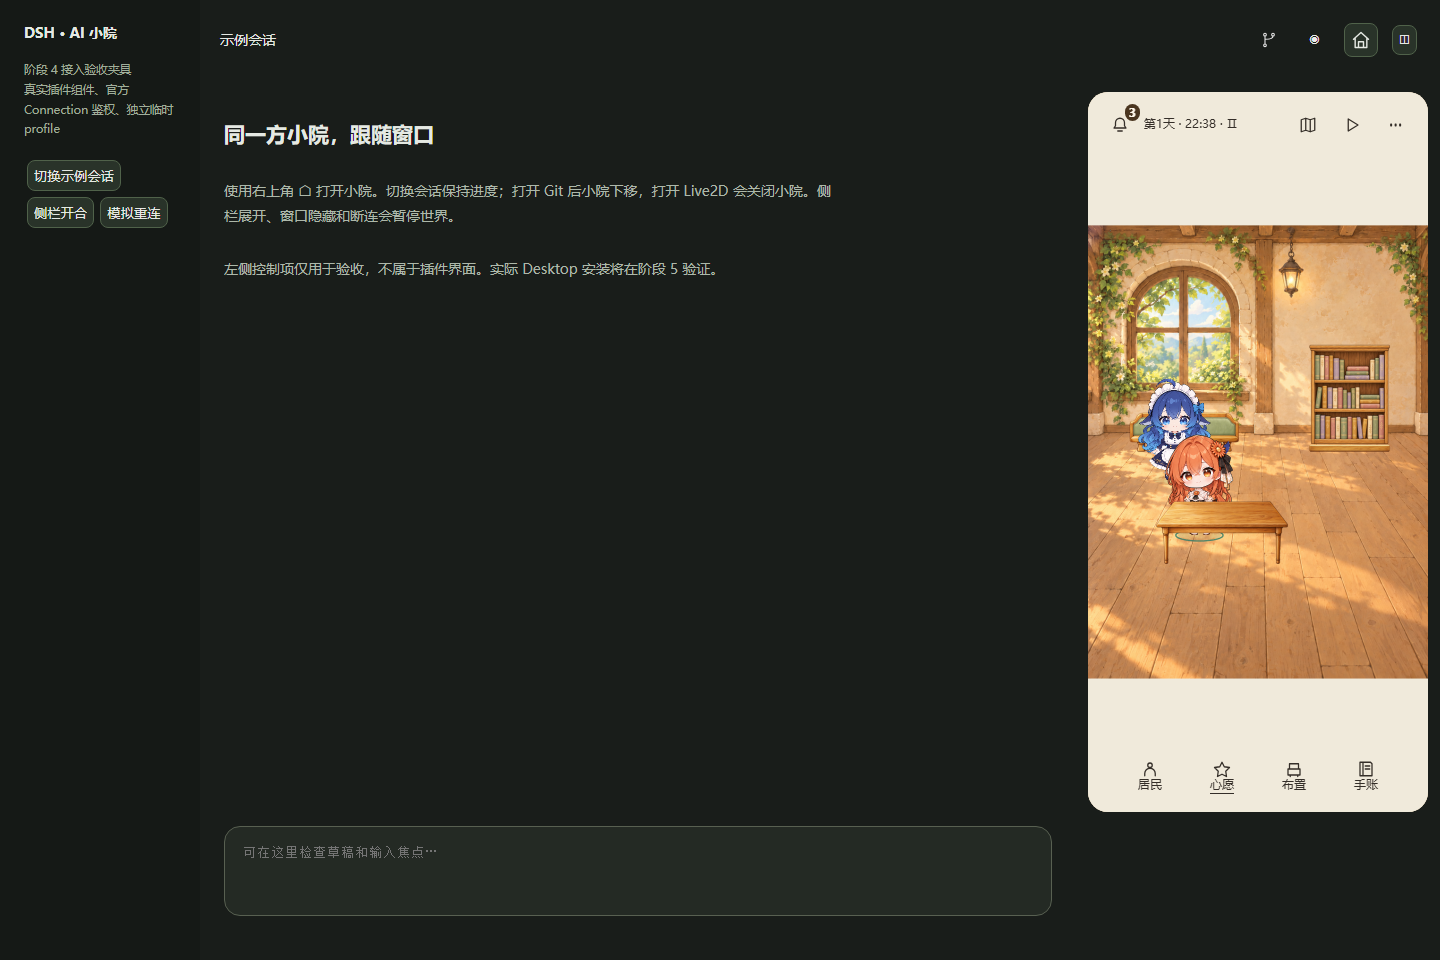 DSH • AI 小院
阶段 4 接入验收夹具
真实插件组件、官方
Connection 鉴权、独立临时
profile
切换示例会话
侧栏开合
模拟重连
示例会话
同一方小院，跟随窗口
使用右上角 ⌂ 打开小院。切换会话保持进度；打开 Git 后小院下移，打开 Live2D 会关闭小院。侧
栏展开、窗口隐藏和断连会暂停世界。
左侧控制项仅用于验收，不属于插件界面。实际 Desktop 安装将在阶段 5 验证。
可在这里检查草稿和输入焦点…
3
第1天 · 22:38 · Ⅱ
居民
心愿
布置
手账